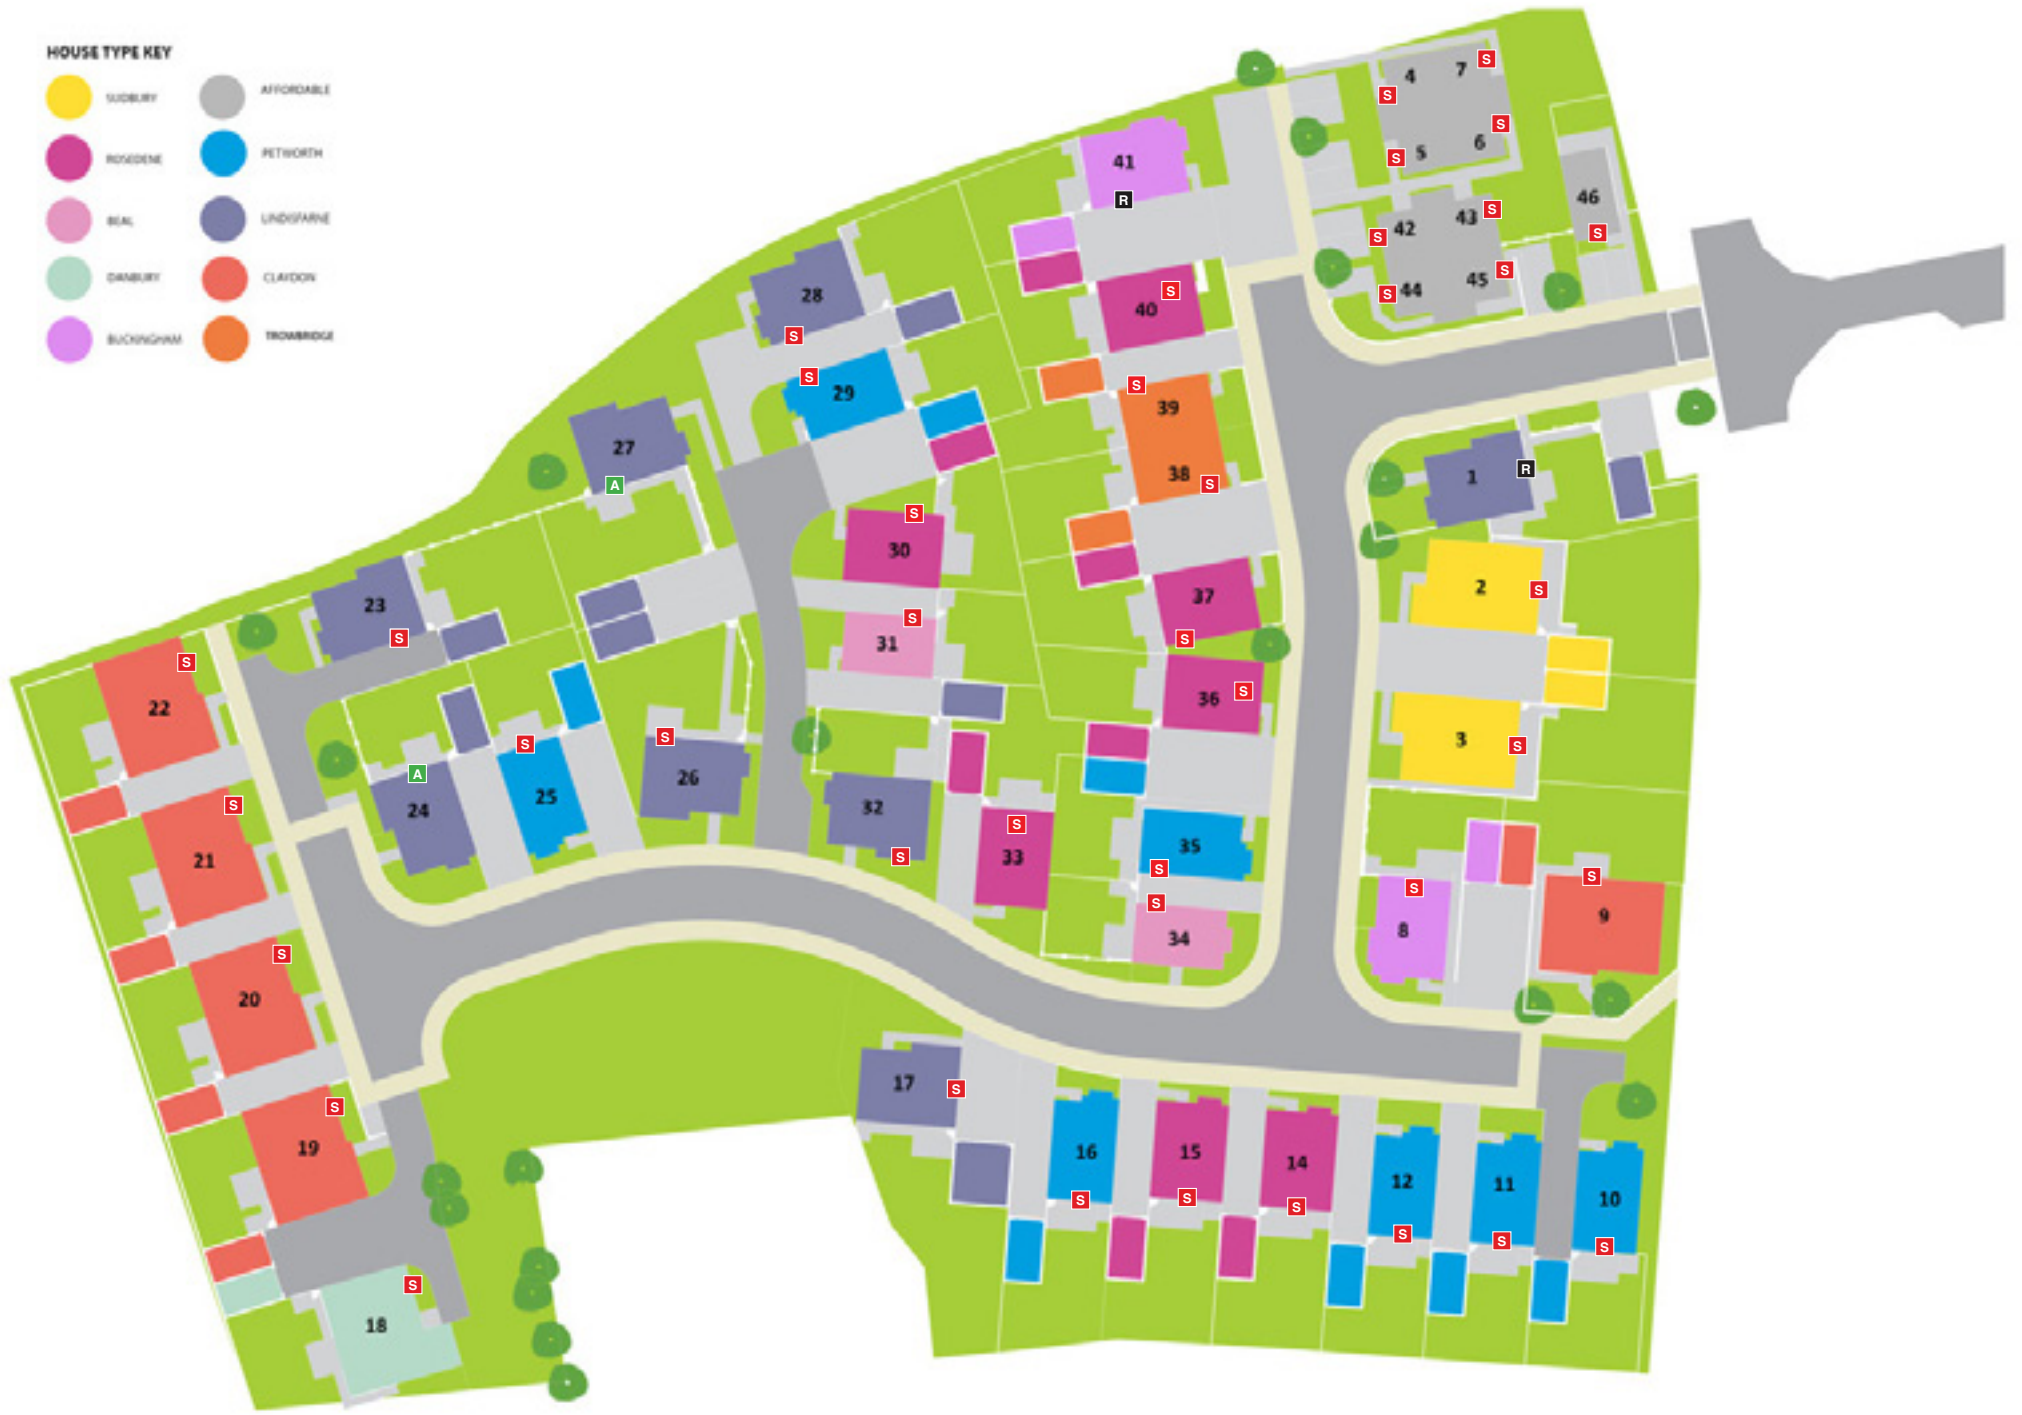 HOUSE TYPE KEY
SUDBURY
AFFORDABLE
ROSEDENE
PETWORTH
BEAL
LINDISFARNE
DANBURY
CLAYDON
BUCKINGHAM
TROWBRIDGE
4 7 S
S
S
5 6
S
41
R
46
S
42 43 S
S
44 45 S
S
28
S
40 S
S
29
S
39
38 S
27
A
1 R
30 S
31 S
2 S
37
S
23
S
22 S
36 S
3 S
26 S
25 S
24 A
21 S
32
S
33 S
35
S
34 S
8 S
9 S
20 S
19 S
17 S
16
S
15
S
14
S
12
S
11
S
10
S
18 S